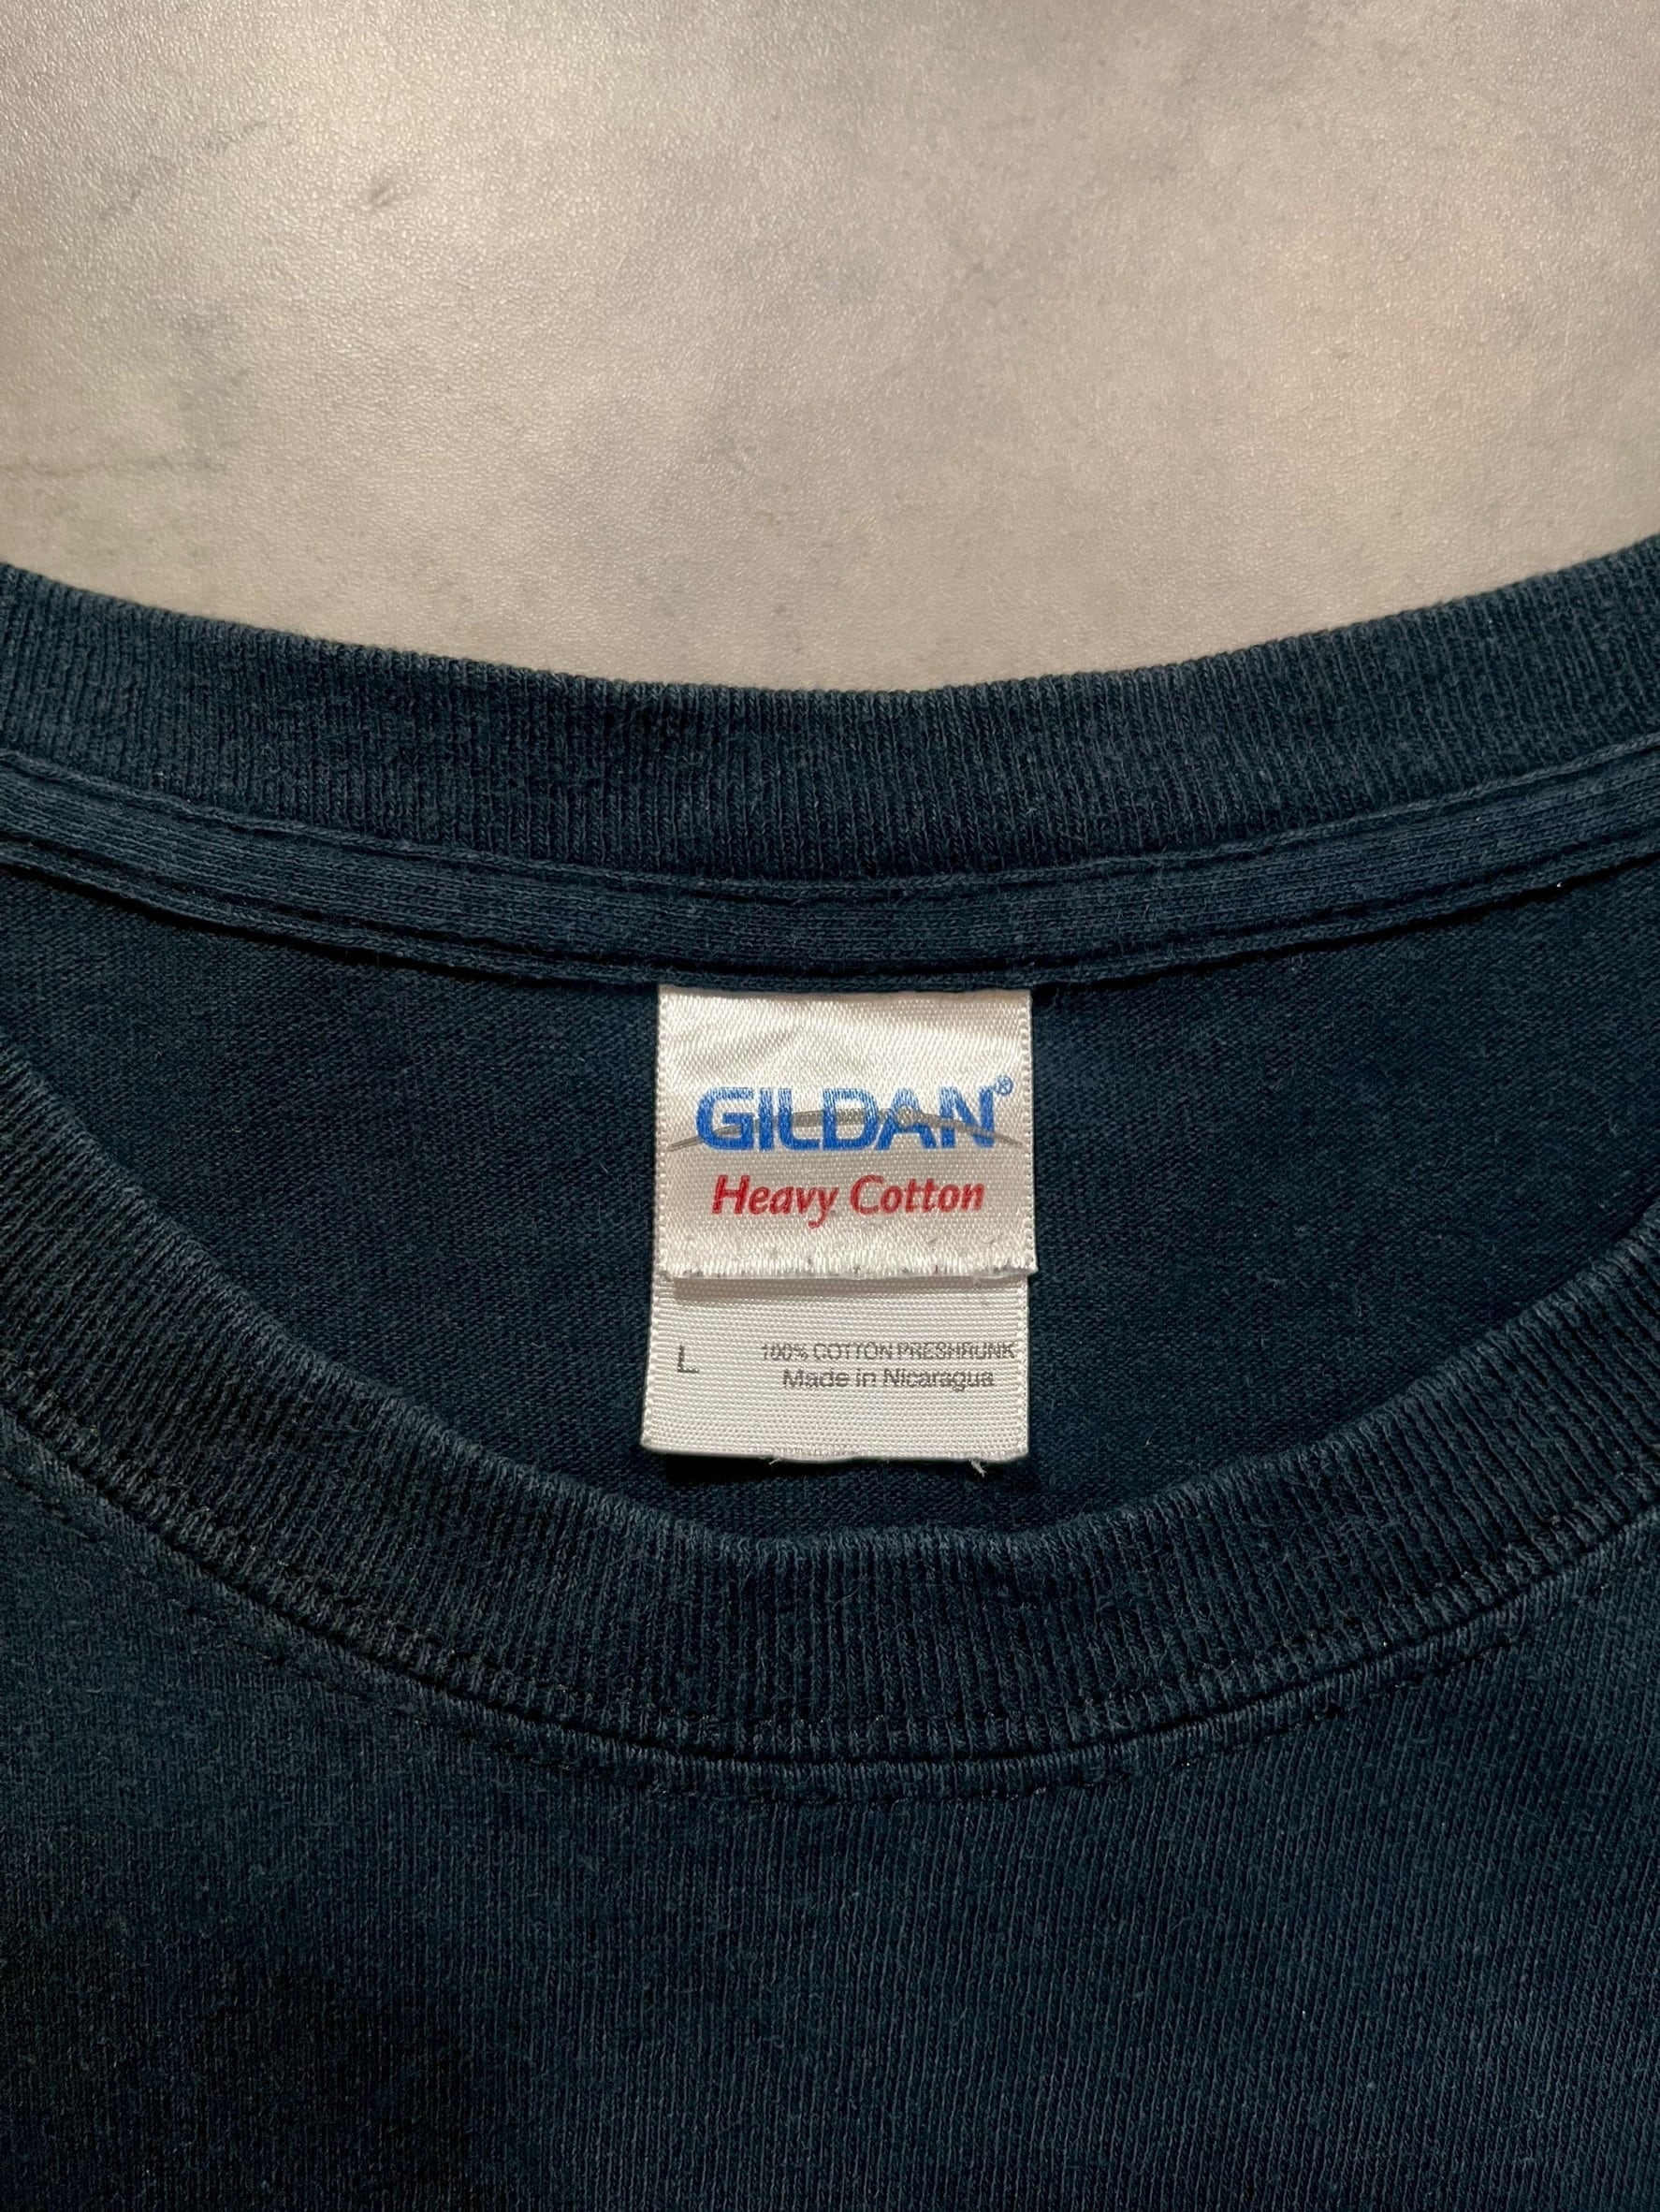 GILDAN®
Heavy Cotton
L 100% COTTON PRESHRUNK
Made in Nicaragua